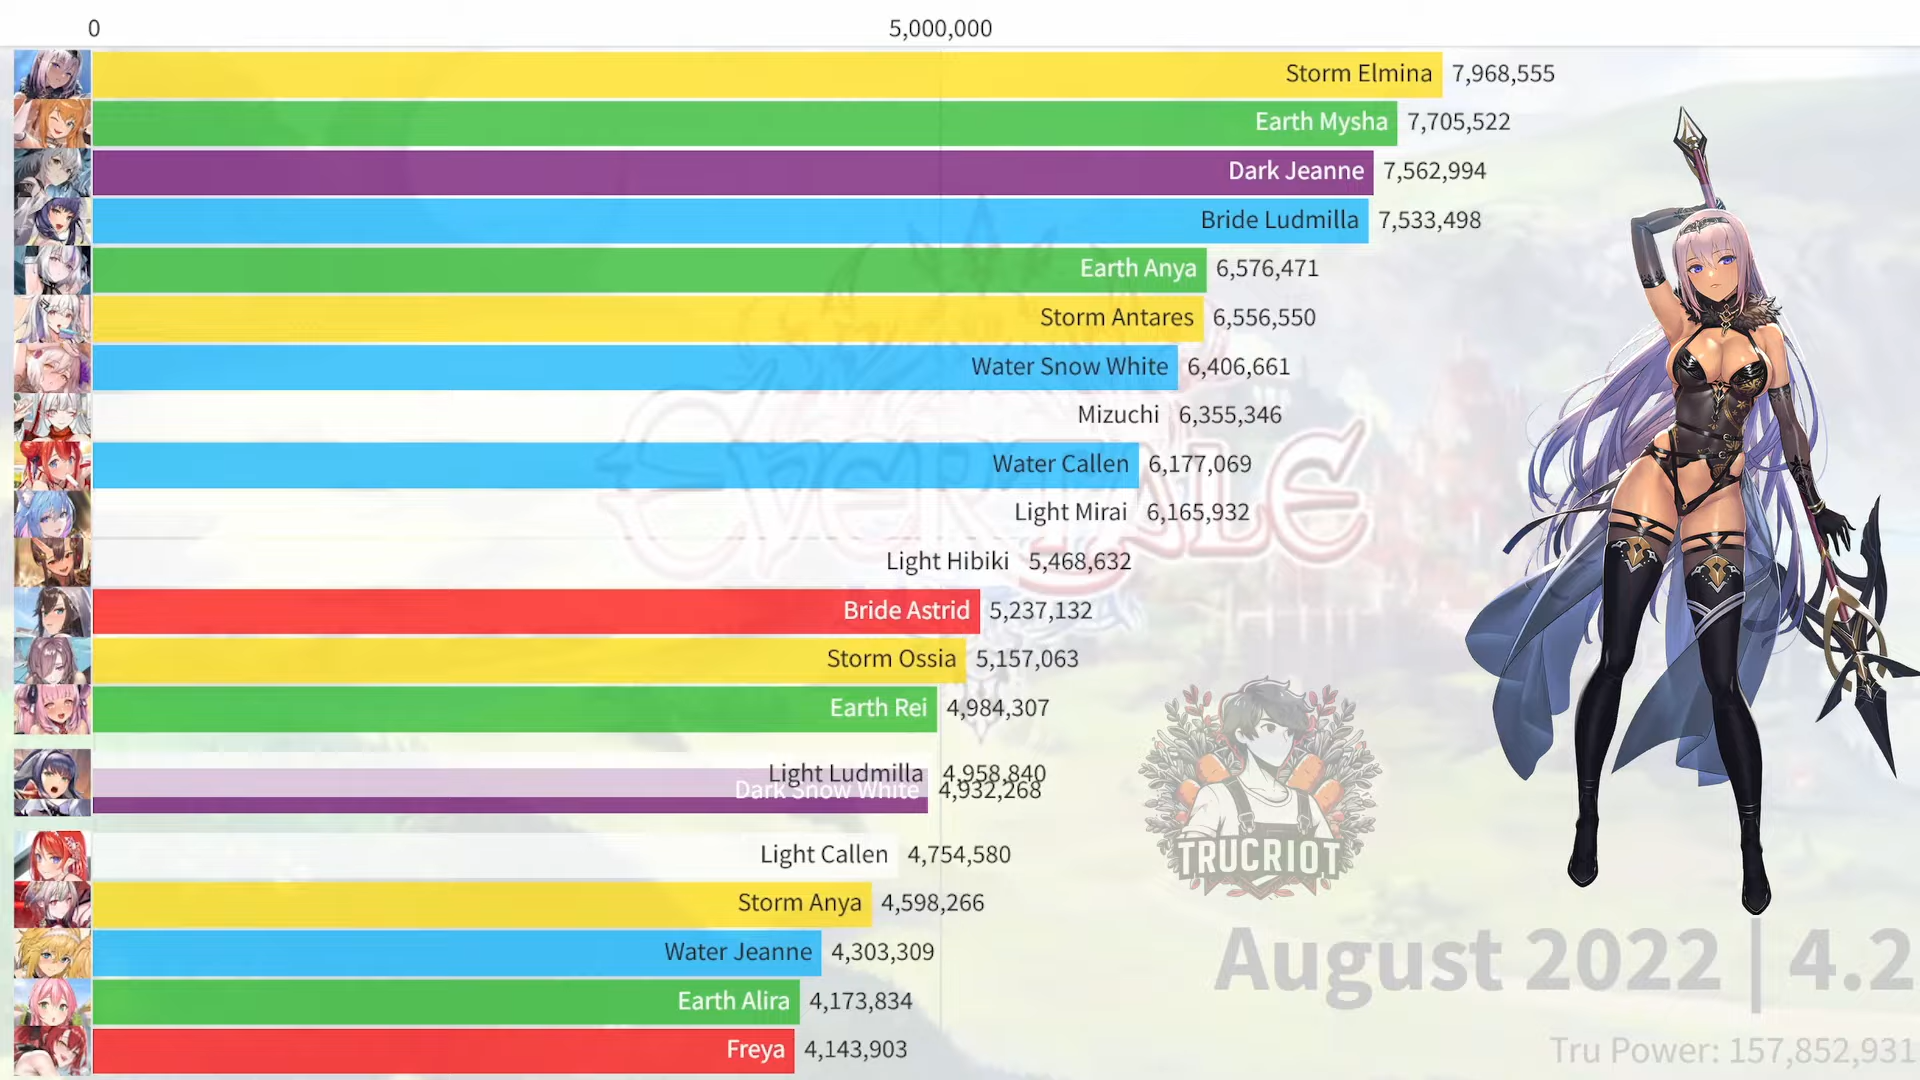 0 5,000,000
Storm Elmina 7,968,555
Earth Mysha 7,705,522
Dark Jeanne 7,562,994
Bride Ludmilla 7,533,498
Earth Anya 6,576,471
Storm Antares 6,556,550
Water Snow White 6,406,661
Mizuchi 6,355,346
Water Callen 6,177,069
Light Mirai 6,165,932
Light Hibiki 5,468,632
Bride Astrid 5,237,132
Storm Ossia 5,157,063
Earth Rei 4,984,307
Light Ludmilla 4,958,840
Dark Snow White 4,932,268
Light Callen 4,754,580
Storm Anya 4,598,266
Water Jeanne 4,303,309
Earth Alira 4,173,834
Freya 4,143,903
EVERTALE
TRUCRIOT
August 2022 | 4.2
Tru Power: 157,852,931